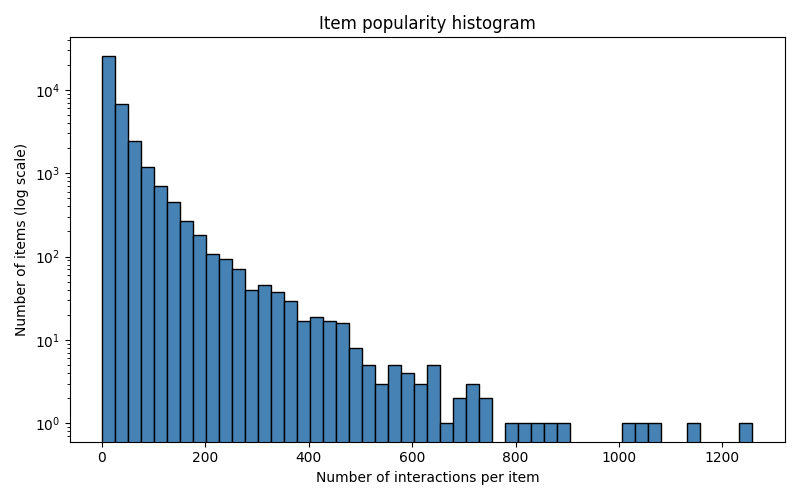 Item popularity histogram
Number of items (log scale)
10^4
10^3
10^2
10^1
10^0
0 200 400 600 800 1000 1200
Number of interactions per item